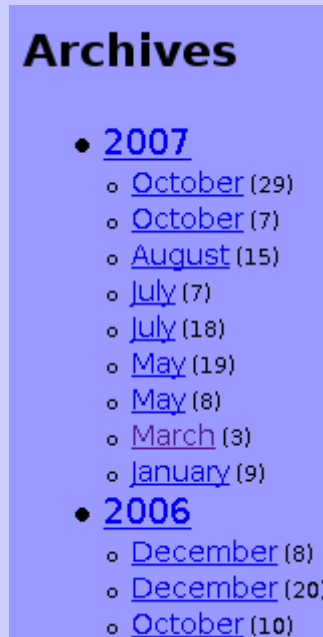 Archives
2007
October (29)
October (7)
August (15)
July (7)
July (18)
May (19)
May (8)
March (3)
January (9)
2006
December (8)
December (20)
October (10)